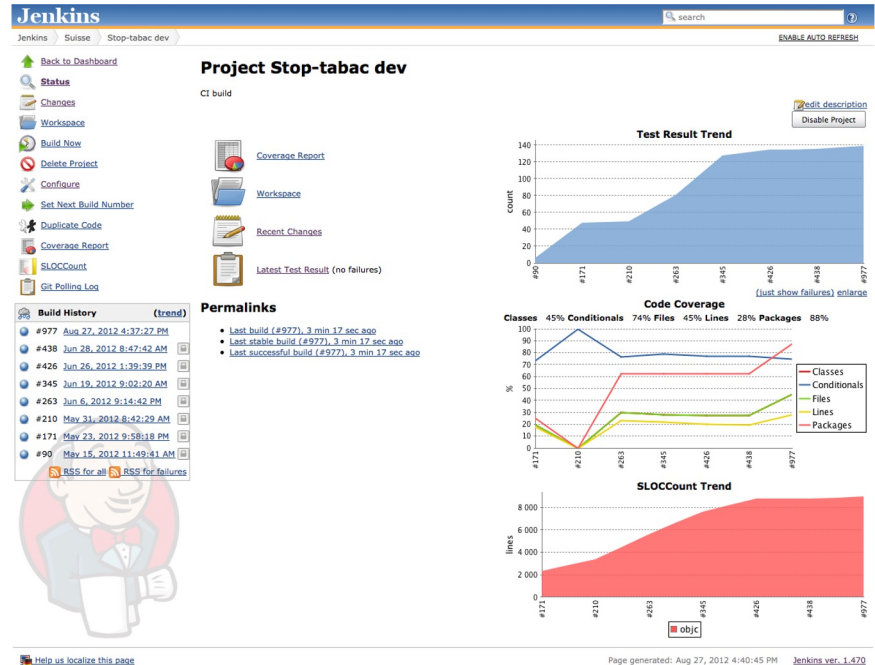 Jenkins
search
Jenkins Suisse Stop-tabac dev
ENABLE AUTO REFRESH
Back to Dashboard
Status
Changes
Workspace
Build Now
Delete Project
Configure
Set Next Build Number
Duplicate Code
Coverage Report
SLOCCount
Git Polling Log
Build History (trend)
#977 Aug 27, 2012 4:37:27 PM
#438 Jun 28, 2012 8:47:42 AM
#426 Jun 26, 2012 1:39:39 PM
#345 Jun 19, 2012 9:02:20 AM
#263 Jun 6, 2012 9:14:42 PM
#210 May 31, 2012 8:42:29 AM
#171 May 23, 2012 9:58:18 PM
#90 May 15, 2012 11:49:41 AM
RSS for all RSS for failures
Project Stop-tabac dev
CI build
edit description
Disable Project
Coverage Report
Workspace
Recent Changes
Latest Test Result (no failures)
Permalinks
Last build (#977), 3 min 17 sec ago
Last stable build (#977), 3 min 17 sec ago
Last successful build (#977), 3 min 17 sec ago
Test Result Trend
count
140
120
100
80
60
40
20
0
#90 #171 #210 #263 #345 #426 #438 #977
(just show failures) enlarge
Code Coverage
Classes 45% Conditionals 74% Files 45% Lines 28% Packages 88%
%
100
90
80
70
60
50
40
30
20
10
0
#171 #210 #263 #345 #426 #438 #977
Classes
Conditionals
Files
Lines
Packages
SLOCCount Trend
lines
8 000
6 000
4 000
2 000
0
#171 #210 #263 #345 #426 #438 #977
objc
Help us localize this page
Page generated: Aug 27, 2012 4:40:45 PM Jenkins ver. 1.470